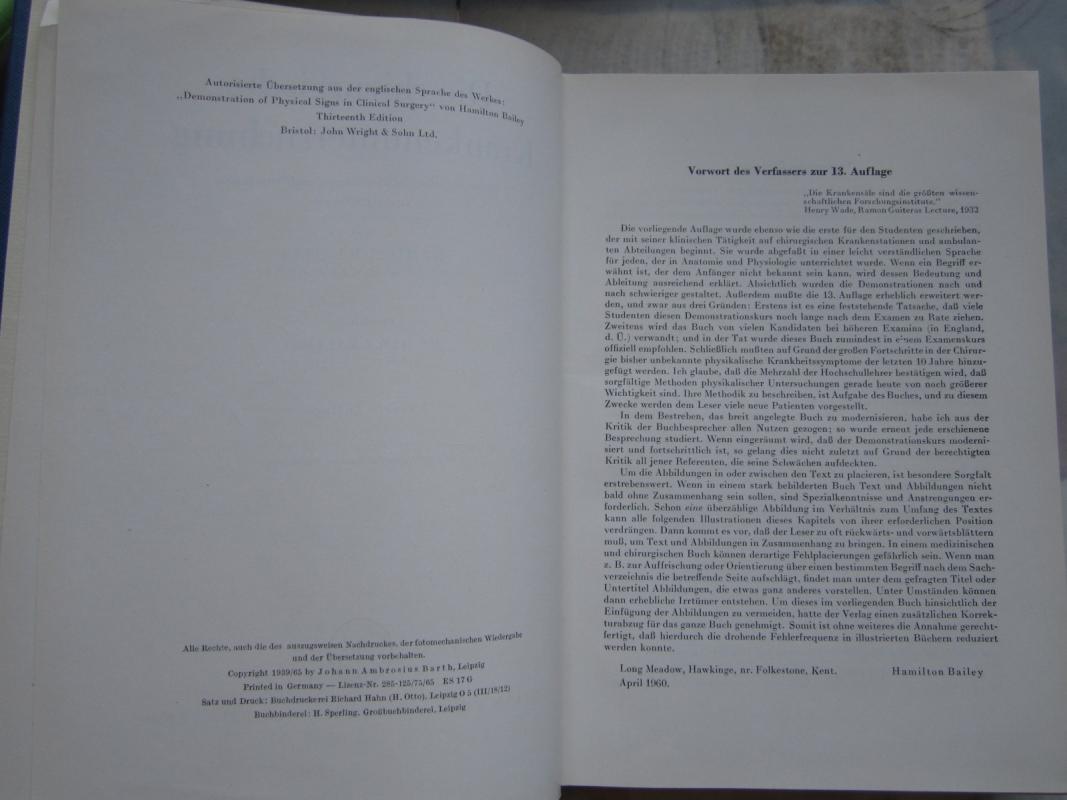 Autorisierte Übersetzung aus der englischen Sprache des Werkes:
„Demonstration of Physical Signs in Clinical Surgery“ von Hamilton Bailey
Thirteenth Edition
Bristol: John Wright & Sohn Ltd.
Alle Rechte, auch die des auszugsweisen Nachdruckes, der fotomechanischen Wiedergabe
und der Übersetzung vorbehalten.
Copyright 1939/65 by Johann Ambrosius Barth, Leipzig
Printed in Germany — Lizenz-Nr. 285-125/75/65 ES 17 G
Satz und Druck: Buchdruckerei Richard Hahn (H. Otto), Leipzig O 5 (III/18/12)
Buchbinderei: H. Sperling, Großbuchbinderei, Leipzig
Vorwort des Verfassers zur 13. Auflage
„Die Krankensäle sind die größten wissen-
schaftlichen Forschungsinstitute.“
Henry Wade, Ramon Guiteras Lecture, 1932
Die vorliegende Auflage wurde ebenso wie die erste für den Studenten geschrieben,
der mit seiner klinischen Tätigkeit auf chirurgischen Krankenstationen und ambulan-
ten Abteilungen beginnt. Sie wurde abgefaßt in einer leicht verständlichen Sprache
für jeden, der in Anatomie und Physiologie unterrichtet wurde. Wenn ein Begriff er-
wähnt ist, der dem Anfänger nicht bekannt sein kann, wird dessen Bedeutung und
Ableitung ausreichend erklärt. Absichtlich wurden die Demonstrationen nach und
nach schwieriger gestaltet. Außerdem mußte die 13. Auflage erheblich erweitert wer-
den, und zwar aus drei Gründen: Erstens ist es eine feststehende Tatsache, daß viele
Studenten diesen Demonstrationskurs noch lange nach dem Examen zu Rate ziehen.
Zweitens wird das Buch von vielen Kandidaten bei höheren Examina (in England,
d. Ü.) verwandt; und in der Tat wurde dieses Buch zumindest in einem Examenskurs
offiziell empfohlen. Schließlich mußten auf Grund der großen Fortschritte in der Chirur-
gie bisher unbekannte physikalische Krankheitssymptome der letzten 10 Jahre hinzu-
gefügt werden. Ich glaube, daß die Mehrzahl der Hochschullehrer bestätigen wird, daß
sorgfältige Methoden physikalischer Untersuchungen gerade heute von noch größerer
Wichtigkeit sind. Ihre Methodik zu beschreiben, ist Aufgabe des Buches, und zu diesem
Zwecke werden dem Leser viele neue Patienten vorgestellt.
In dem Bestreben, das breit angelegte Buch zu modernisieren, habe ich aus der
Kritik der Buchbesprecher allen Nutzen gezogen; so wurde erneut jede erschienene
Besprechung studiert. Wenn eingeräumt wird, daß der Demonstrationskurs moderni-
siert und fortschrittlich ist, so gelang dies nicht zuletzt auf Grund der berechtigten
Kritik all jener Referenten, die seine Schwächen aufdeckten.
Um die Abbildungen in oder zwischen den Text zu placieren, ist besondere Sorgfalt
erstrebenswert. Wenn in einem stark bebilderten Buch Text und Abbildungen nicht
bald ohne Zusammenhang sein sollen, sind Spezialkenntnisse und Anstrengungen er-
forderlich. Schon eine überzählige Abbildung im Verhältnis zum Umfang des Textes
kann alle folgenden Illustrationen dieses Kapitels von ihrer erforderlichen Position
verdrängen. Dann kommt es vor, daß der Leser zu oft rückwärts- und vorwärtsblättern
muß, um Text und Abbildungen in Zusammenhang zu bringen. In einem medizinischen
und chirurgischen Buch können derartige Fehlplacierungen gefährlich sein. Wenn man
z. B. zur Auffrischung oder Orientierung über einen bestimmten Begriff nach dem Sach-
verzeichnis die betreffende Seite aufschlägt, findet man unter dem gefragten Titel oder
Untertitel Abbildungen, die etwas ganz anderes vorstellen. Unter Umständen können
dann erhebliche Irrtümer entstehen. Um dieses im vorliegenden Buch hinsichtlich der
Einfügung der Abbildungen zu vermeiden, hatte der Verlag einen zusätzlichen Korrek-
turabzug für das ganze Buch genehmigt. Somit ist ohne weiteres die Annahme gerecht-
fertigt, daß hierdurch die drohende Fehlerfrequenz in illustrierten Büchern reduziert
werden konnte.
Long Meadow, Hawkinge, nr. Folkestone, Kent. Hamilton Bailey
April 1960.